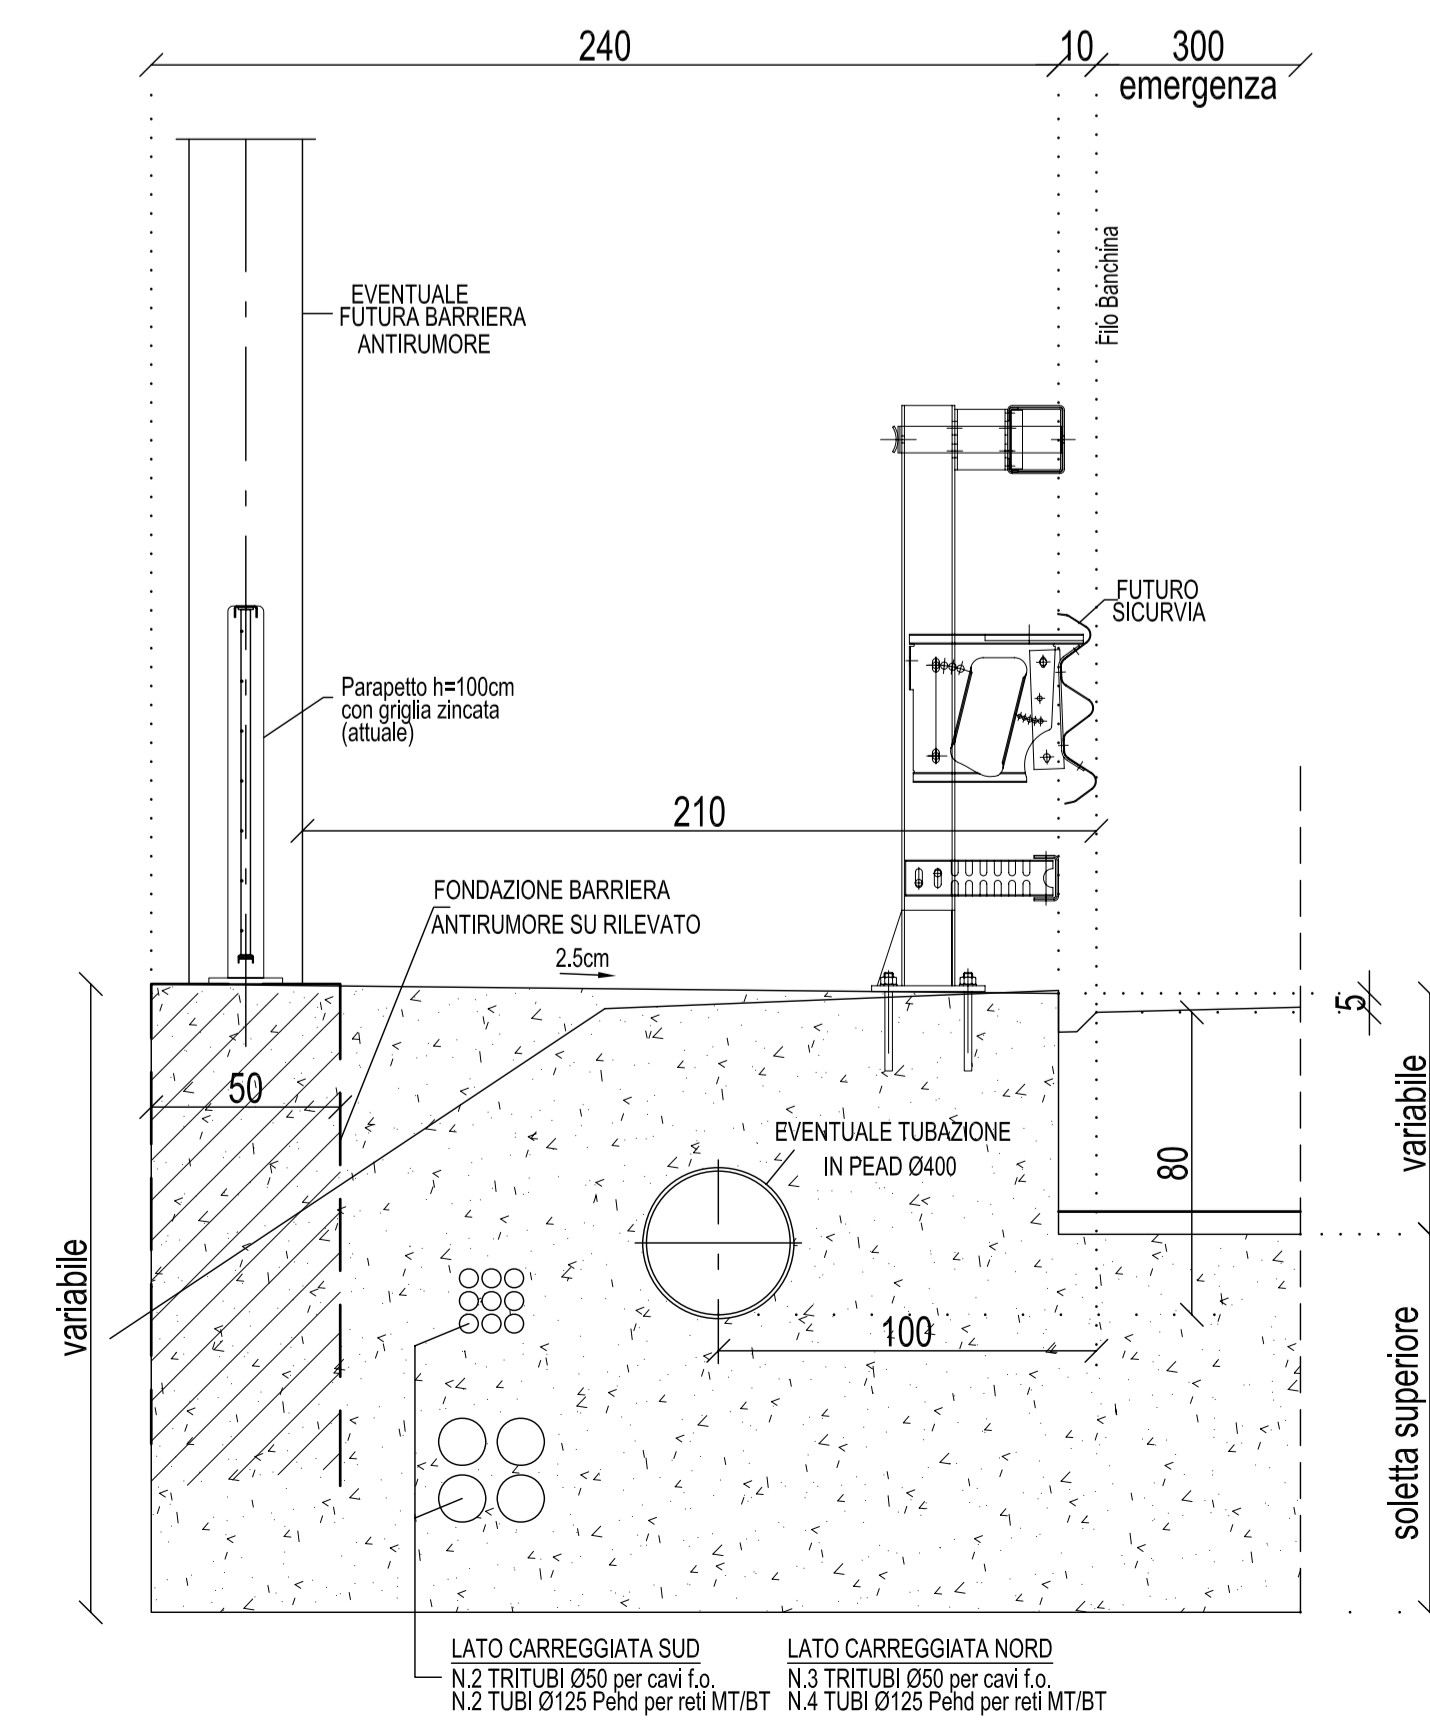 240
10
300
emergenza
Filo Banchina
EVENTUALE
FUTURA BARRIERA
ANTIRUMORE
FUTURO
SICURVIA
Parapetto h=100cm
con griglia zincata
(attuale)
210
FONDAZIONE BARRIERA
ANTIRUMORE SU RILEVATO
2.5cm
5
50
variabile
EVENTUALE TUBAZIONE
IN PEAD Ø400
80
variabile
100
soletta superiore
LATO CARREGGIATA SUD
N.2 TRITUBI Ø50 per cavi f.o.
N.2 TUBI Ø125 Pehd per reti MT/BT
LATO CARREGGIATA NORD
N.3 TRITUBI Ø50 per cavi f.o.
N.4 TUBI Ø125 Pehd per reti MT/BT